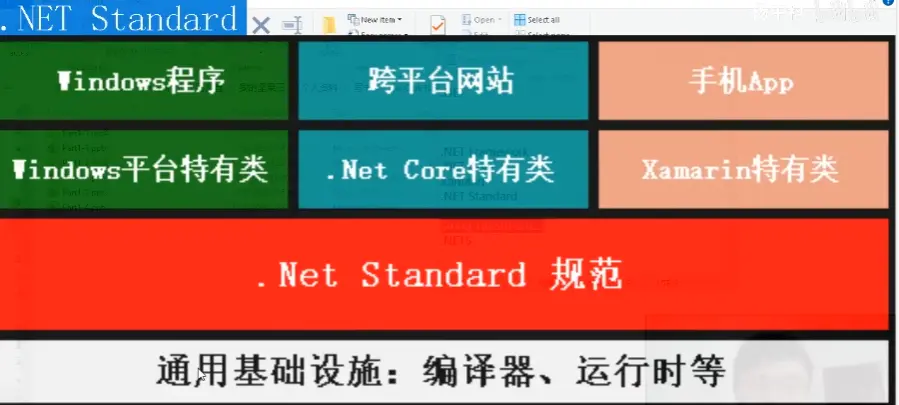 .NET Standard
New item
Open
Select all
Windows程序
跨平台网站
手机App
Windows平台特有类
.Net Core特有类
Xamarin特有类
.NET Standard
.Net Standard 规范
通用基础设施：编译器、运行时等